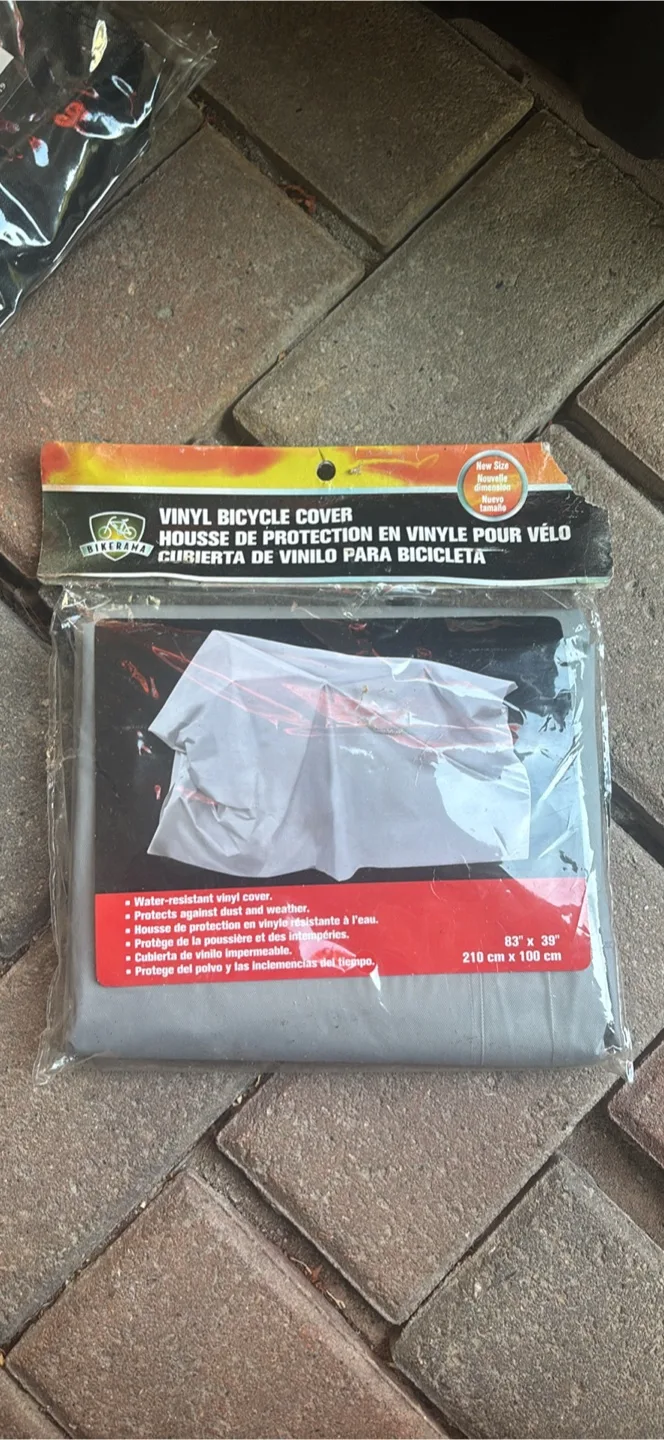 New Size
Nouvelle
dimension
Nuevo
tamaño
BIKERAMA
VINYL BICYCLE COVER
HOUSSE DE PROTECTION EN VINYLE POUR VÉLO
CUBIERTA DE VINILO PARA BICICLETA
▪ Water-resistant vinyl cover.
▪ Protects against dust and weather.
▪ Housse de protection en vinyle résistante à l'eau.
▪ Protège de la poussière et des intempéries.
▪ Cubierta de vinilo impermeable.
▪ Protege del polvo y las inclemencias del tiempo.
83" x 39"
210 cm x 100 cm